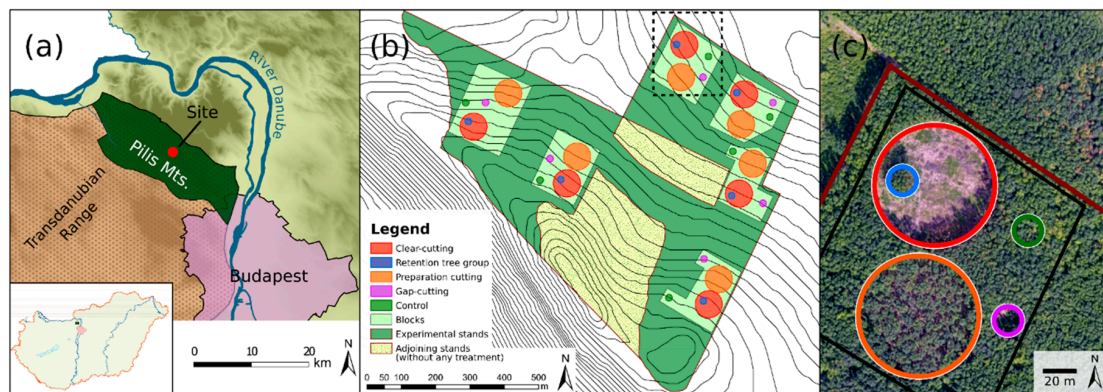 (a)
River Danube
Site
Pilis Mts.
Transdanubian
Range
Budapest
0 10 20
km
N
(b)
Legend
Clear-cutting
Retention tree group
Preparation cutting
Gap-cutting
Control
Blocks
Experimental stands
Adjoining stands
(without any treatment)
0 50 100 200 300 400 500
m
N
(c)
N
20 m